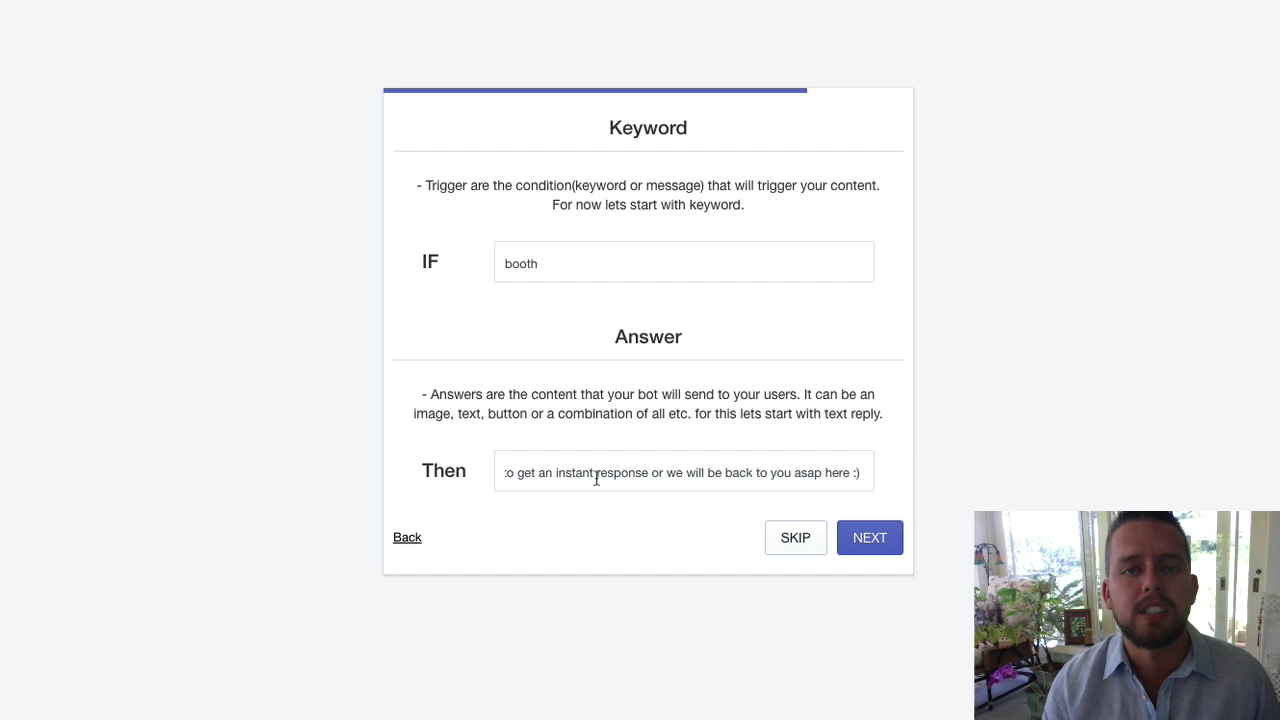 Keyword
- Trigger are the condition(keyword or message) that will trigger your content.
For now lets start with keyword.
IF
booth
Answer
- Answers are the content that your bot will send to your users. It can be an
image, text, button or a combination of all etc. for this lets start with text reply.
Then
to get an instant response or we will be back to you asap here :)
Back
SKIP
NEXT